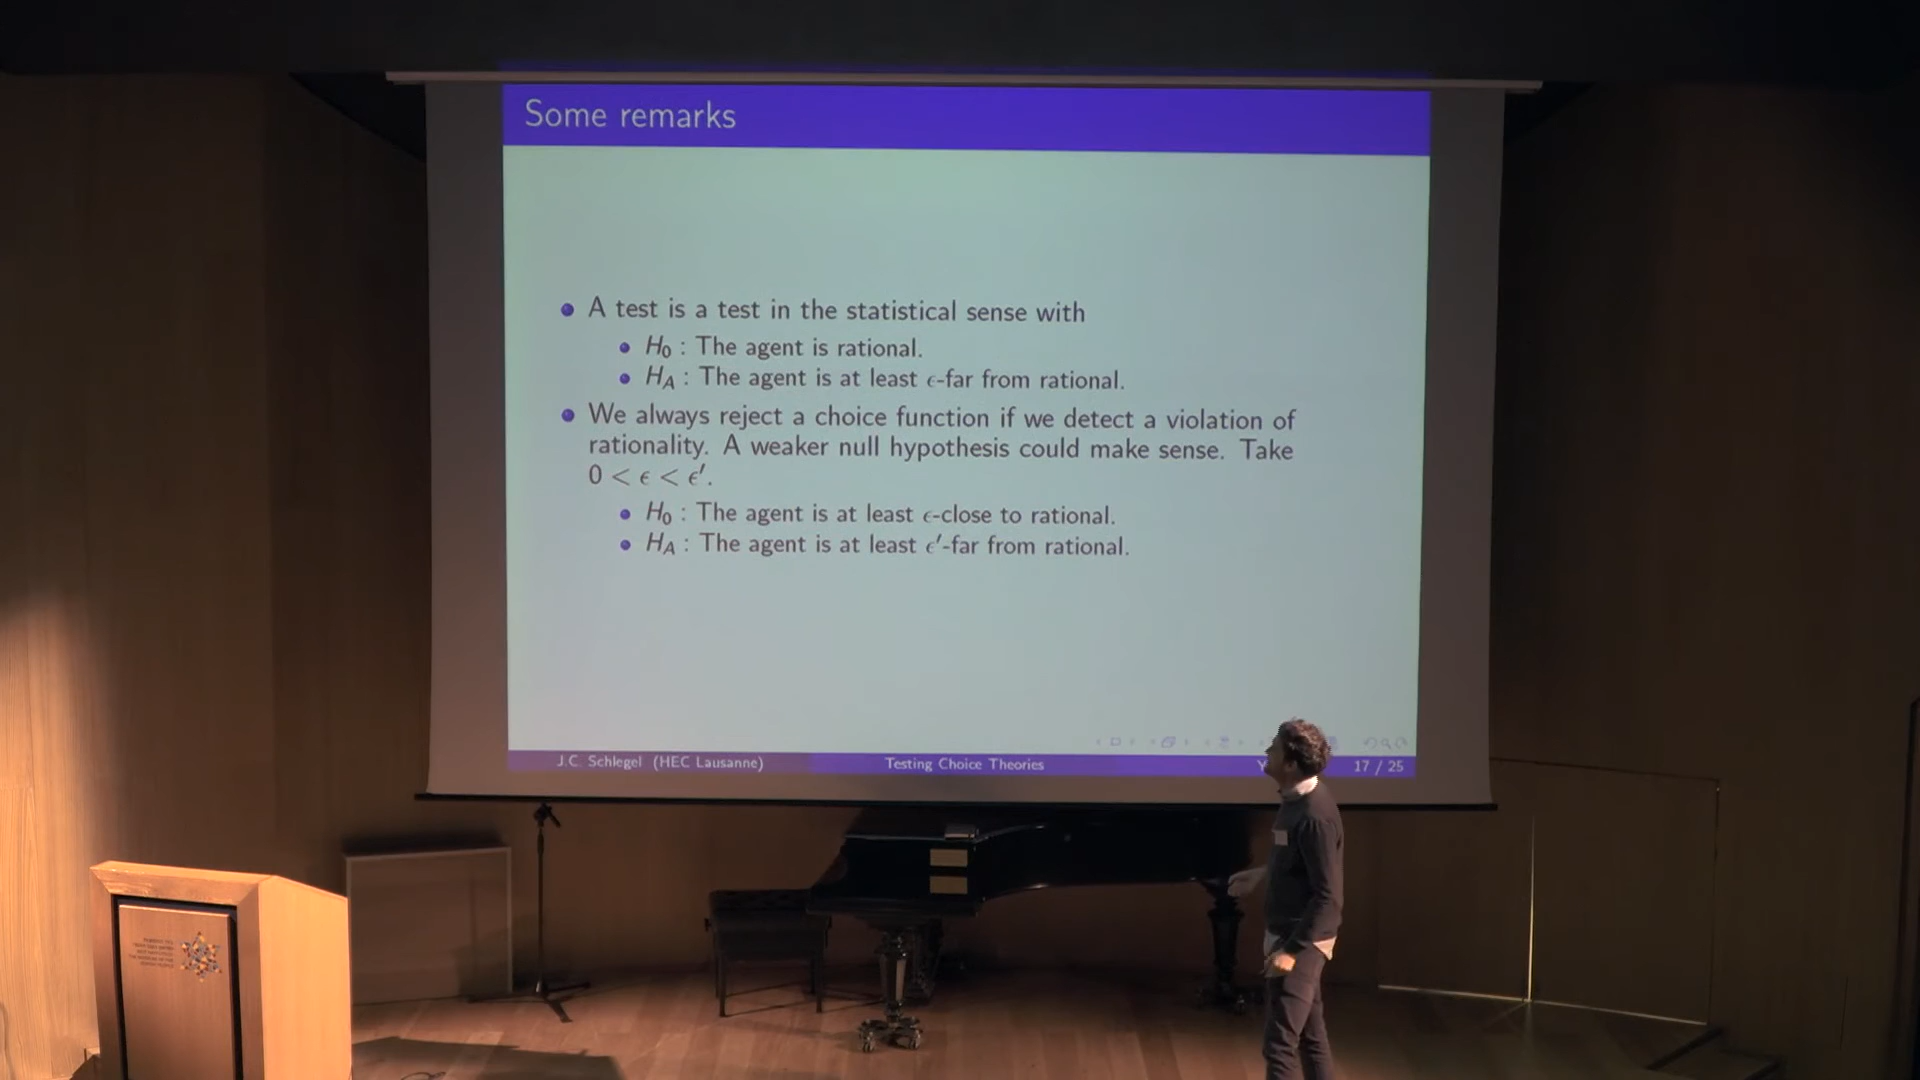 Some remarks
A test is a test in the statistical sense with
H₀ : The agent is rational.
H_A : The agent is at least ϵ-far from rational.
We always reject a choice function if we detect a violation of
rationality. A weaker null hypothesis could make sense. Take
0 < ϵ < ϵ′.
H₀ : The agent is at least ϵ-close to rational.
H_A : The agent is at least ϵ′-far from rational.
J.C. Schlegel (HEC Lausanne) Testing Choice Theories 17 / 25